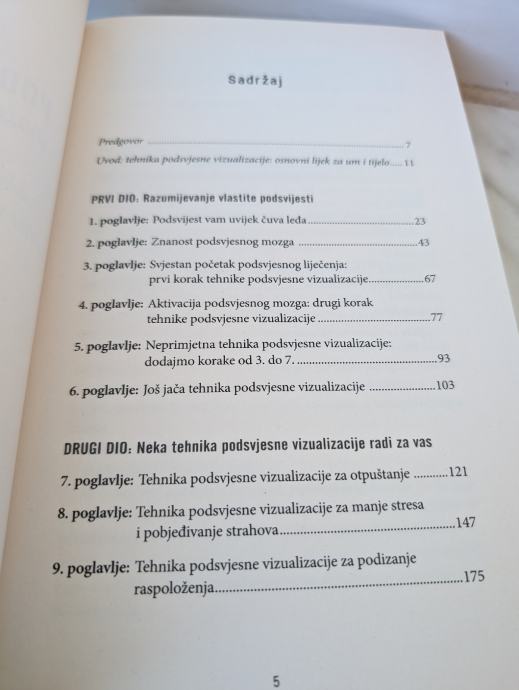 Sadržaj
Predgovor ........ 7
Uvod: tehnika podsvjesne vizualizacije: osnovni lijek za um i tijelo..... 11
PRVI DIO: Razumijevanje vlastite podsvijesti
1. poglavlje: Podsvijest vam uvijek čuva leđa........ 23
2. poglavlje: Znanost podsvjesnog mozga ........ 43
3. poglavlje: Svjestan početak podsvjesnog liječenja:
prvi korak tehnike podsvjesne vizualizacije........ 67
4. poglavlje: Aktivacija podsvjesnog mozga: drugi korak
tehnike podsvjesne vizualizacije ........ 77
5. poglavlje: Neprimjetna tehnika podsvjesne vizualizacije:
dodajmo korake od 3. do 7. ........ 93
6. poglavlje: Još jača tehnika podsvjesne vizualizacije ........ 103
DRUGI DIO: Neka tehnika podsvjesne vizualizacije radi za vas
7. poglavlje: Tehnika podsvjesne vizualizacije za otpuštanje ........ 121
8. poglavlje: Tehnika podsvjesne vizualizacije za manje stresa
i pobjeđivanje strahova........ 147
9. poglavlje: Tehnika podsvjesne vizualizacije za podizanje
raspoloženja........ 175
5